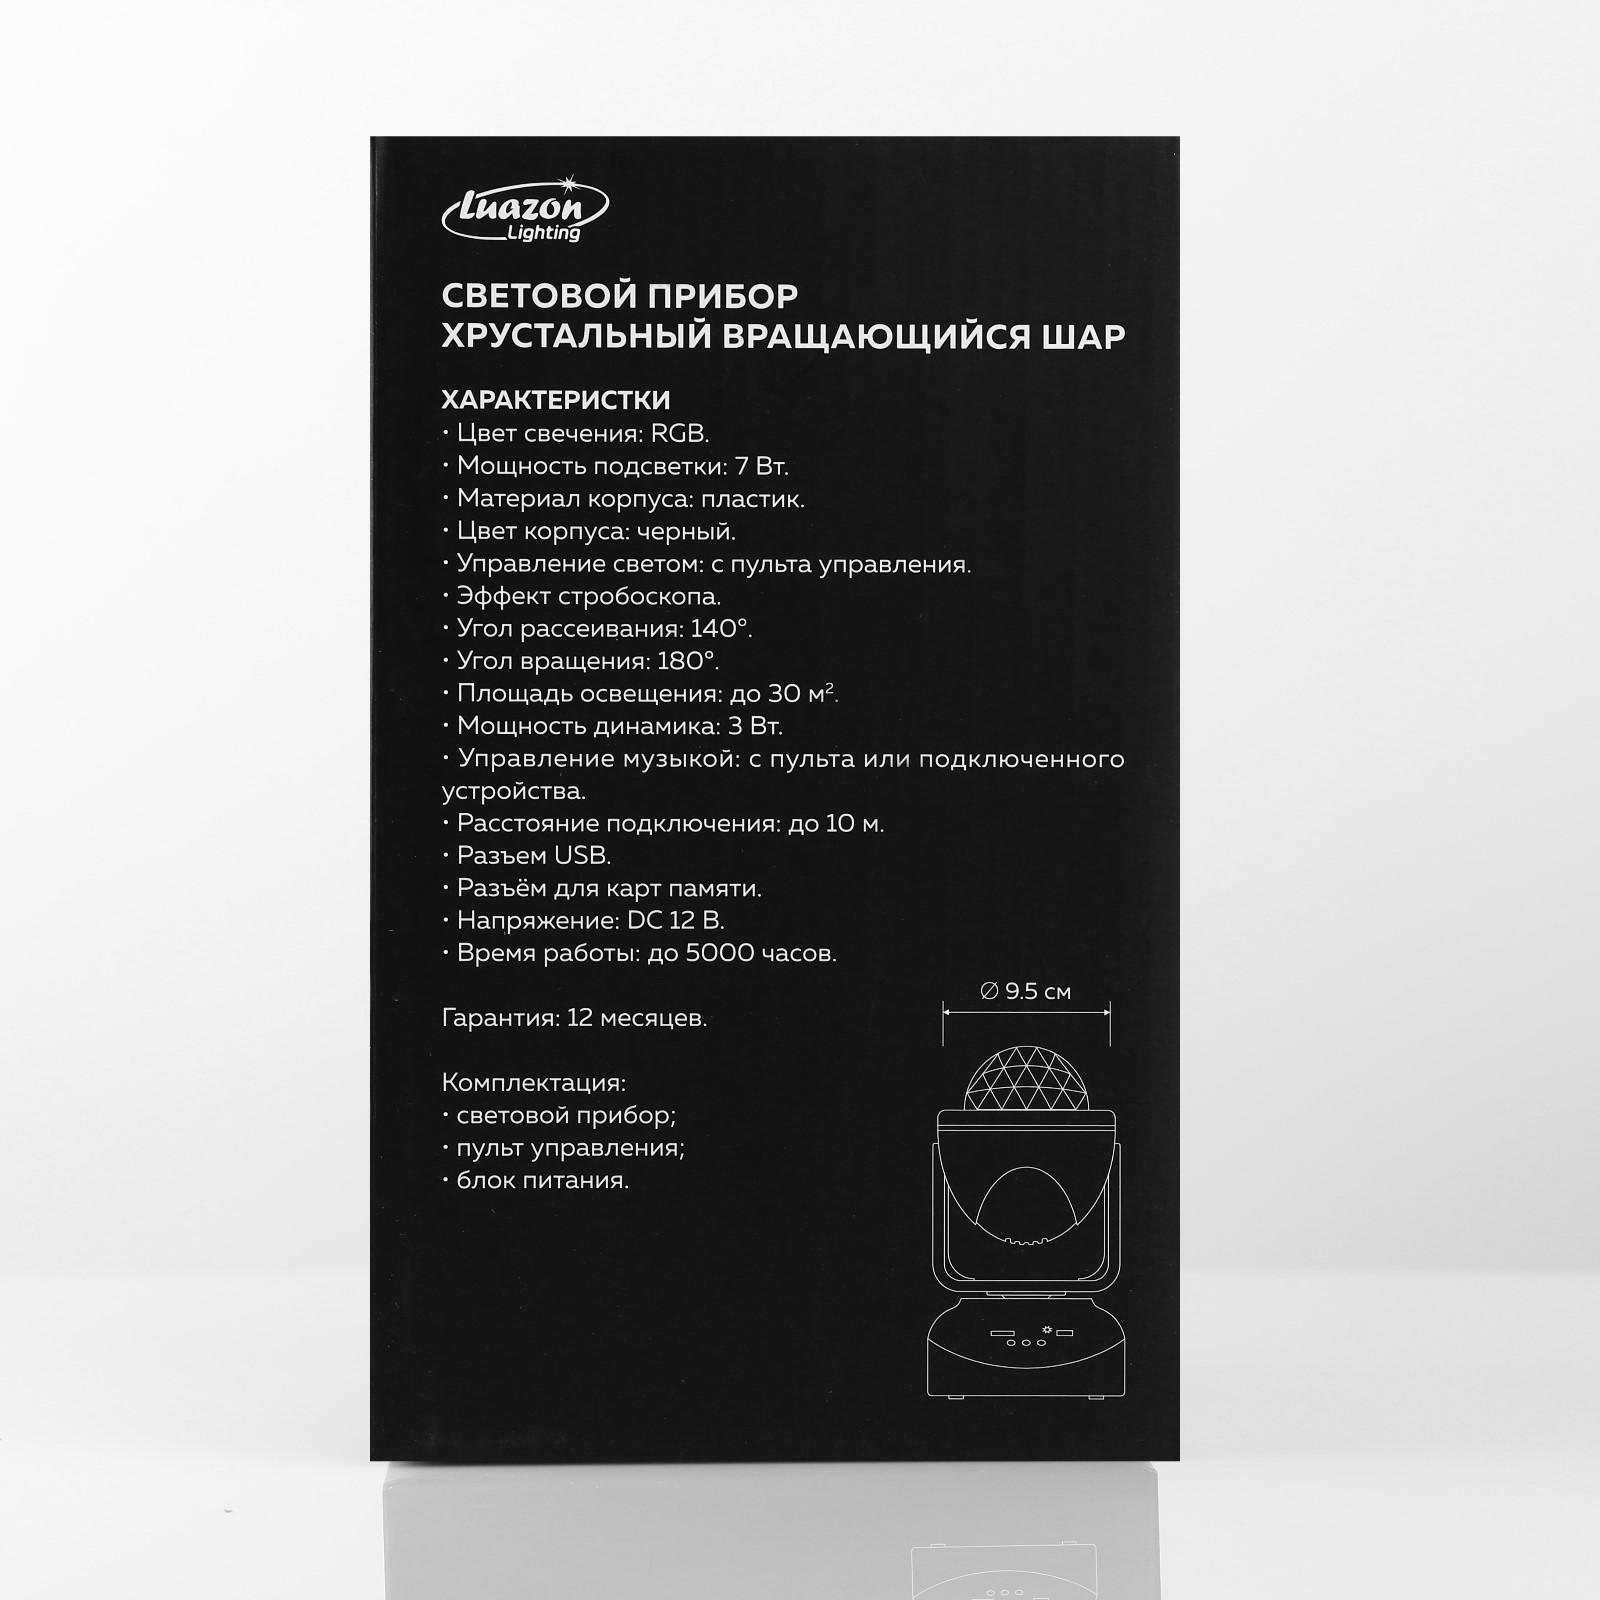 Luazon
Lighting
СВЕТОВОЙ ПРИБОР
ХРУСТАЛЬНЫЙ ВРАЩАЮЩИЙСЯ ШАР
ХАРАКТЕРИСТКИ
• Цвет свечения: RGB.
• Мощность подсветки: 7 Вт.
• Материал корпуса: пластик.
• Цвет корпуса: черный.
• Управление светом: с пульта управления.
• Эффект стробоскопа.
• Угол рассеивания: 140°.
• Угол вращения: 180°.
• Площадь освещения: до 30 м².
• Мощность динамика: 3 Вт.
• Управление музыкой: с пульта или подключенного
устройства.
• Расстояние подключения: до 10 м.
• Разъем USB.
• Разъём для карт памяти.
• Напряжение: DC 12 В.
• Время работы: до 5000 часов.
Гарантия: 12 месяцев.
Комплектация:
• световой прибор;
• пульт управления;
• блок питания.
∅ 9.5 см